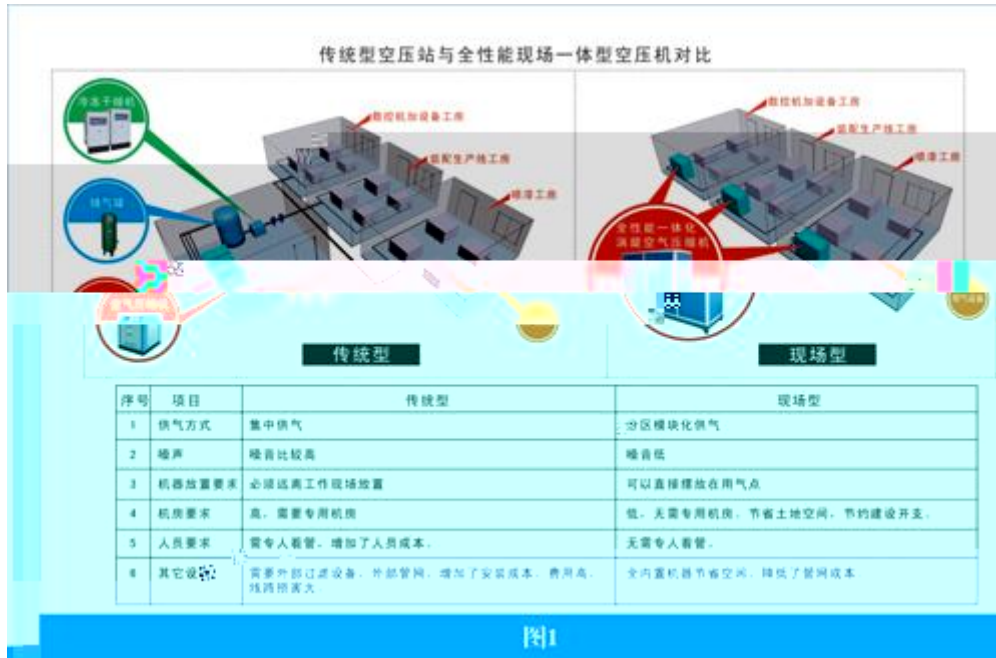 传统型空压站与全性能现场一体型空压机对比
冷冻干燥机
数控机加设备工房
装配生产线工房
喷漆工房
储气罐
数控机加设备工房
装配生产线工房
喷漆工房
全性能一体化
涡旋空气压缩机
传统型
现场型
序号 项目 传统型 现场型
1 供气方式 集中供气 分区模块化供气
2 噪声 噪音比较高 噪音低
3 机器放置要求 必须远离工作现场放置 可以直接摆放在用气点
4 机房要求 高。需要专用机房 低。无需专用机房。节省土地空间。节约建设开支。
5 人员要求 需专人看管。增加了人员成本。 无需专人看管。
6 其它设 需要外部过滤设备。外部管网。增加了安装成本。费用高。 全内置机器节省空间。降低了管网成本
线路损害大
图1